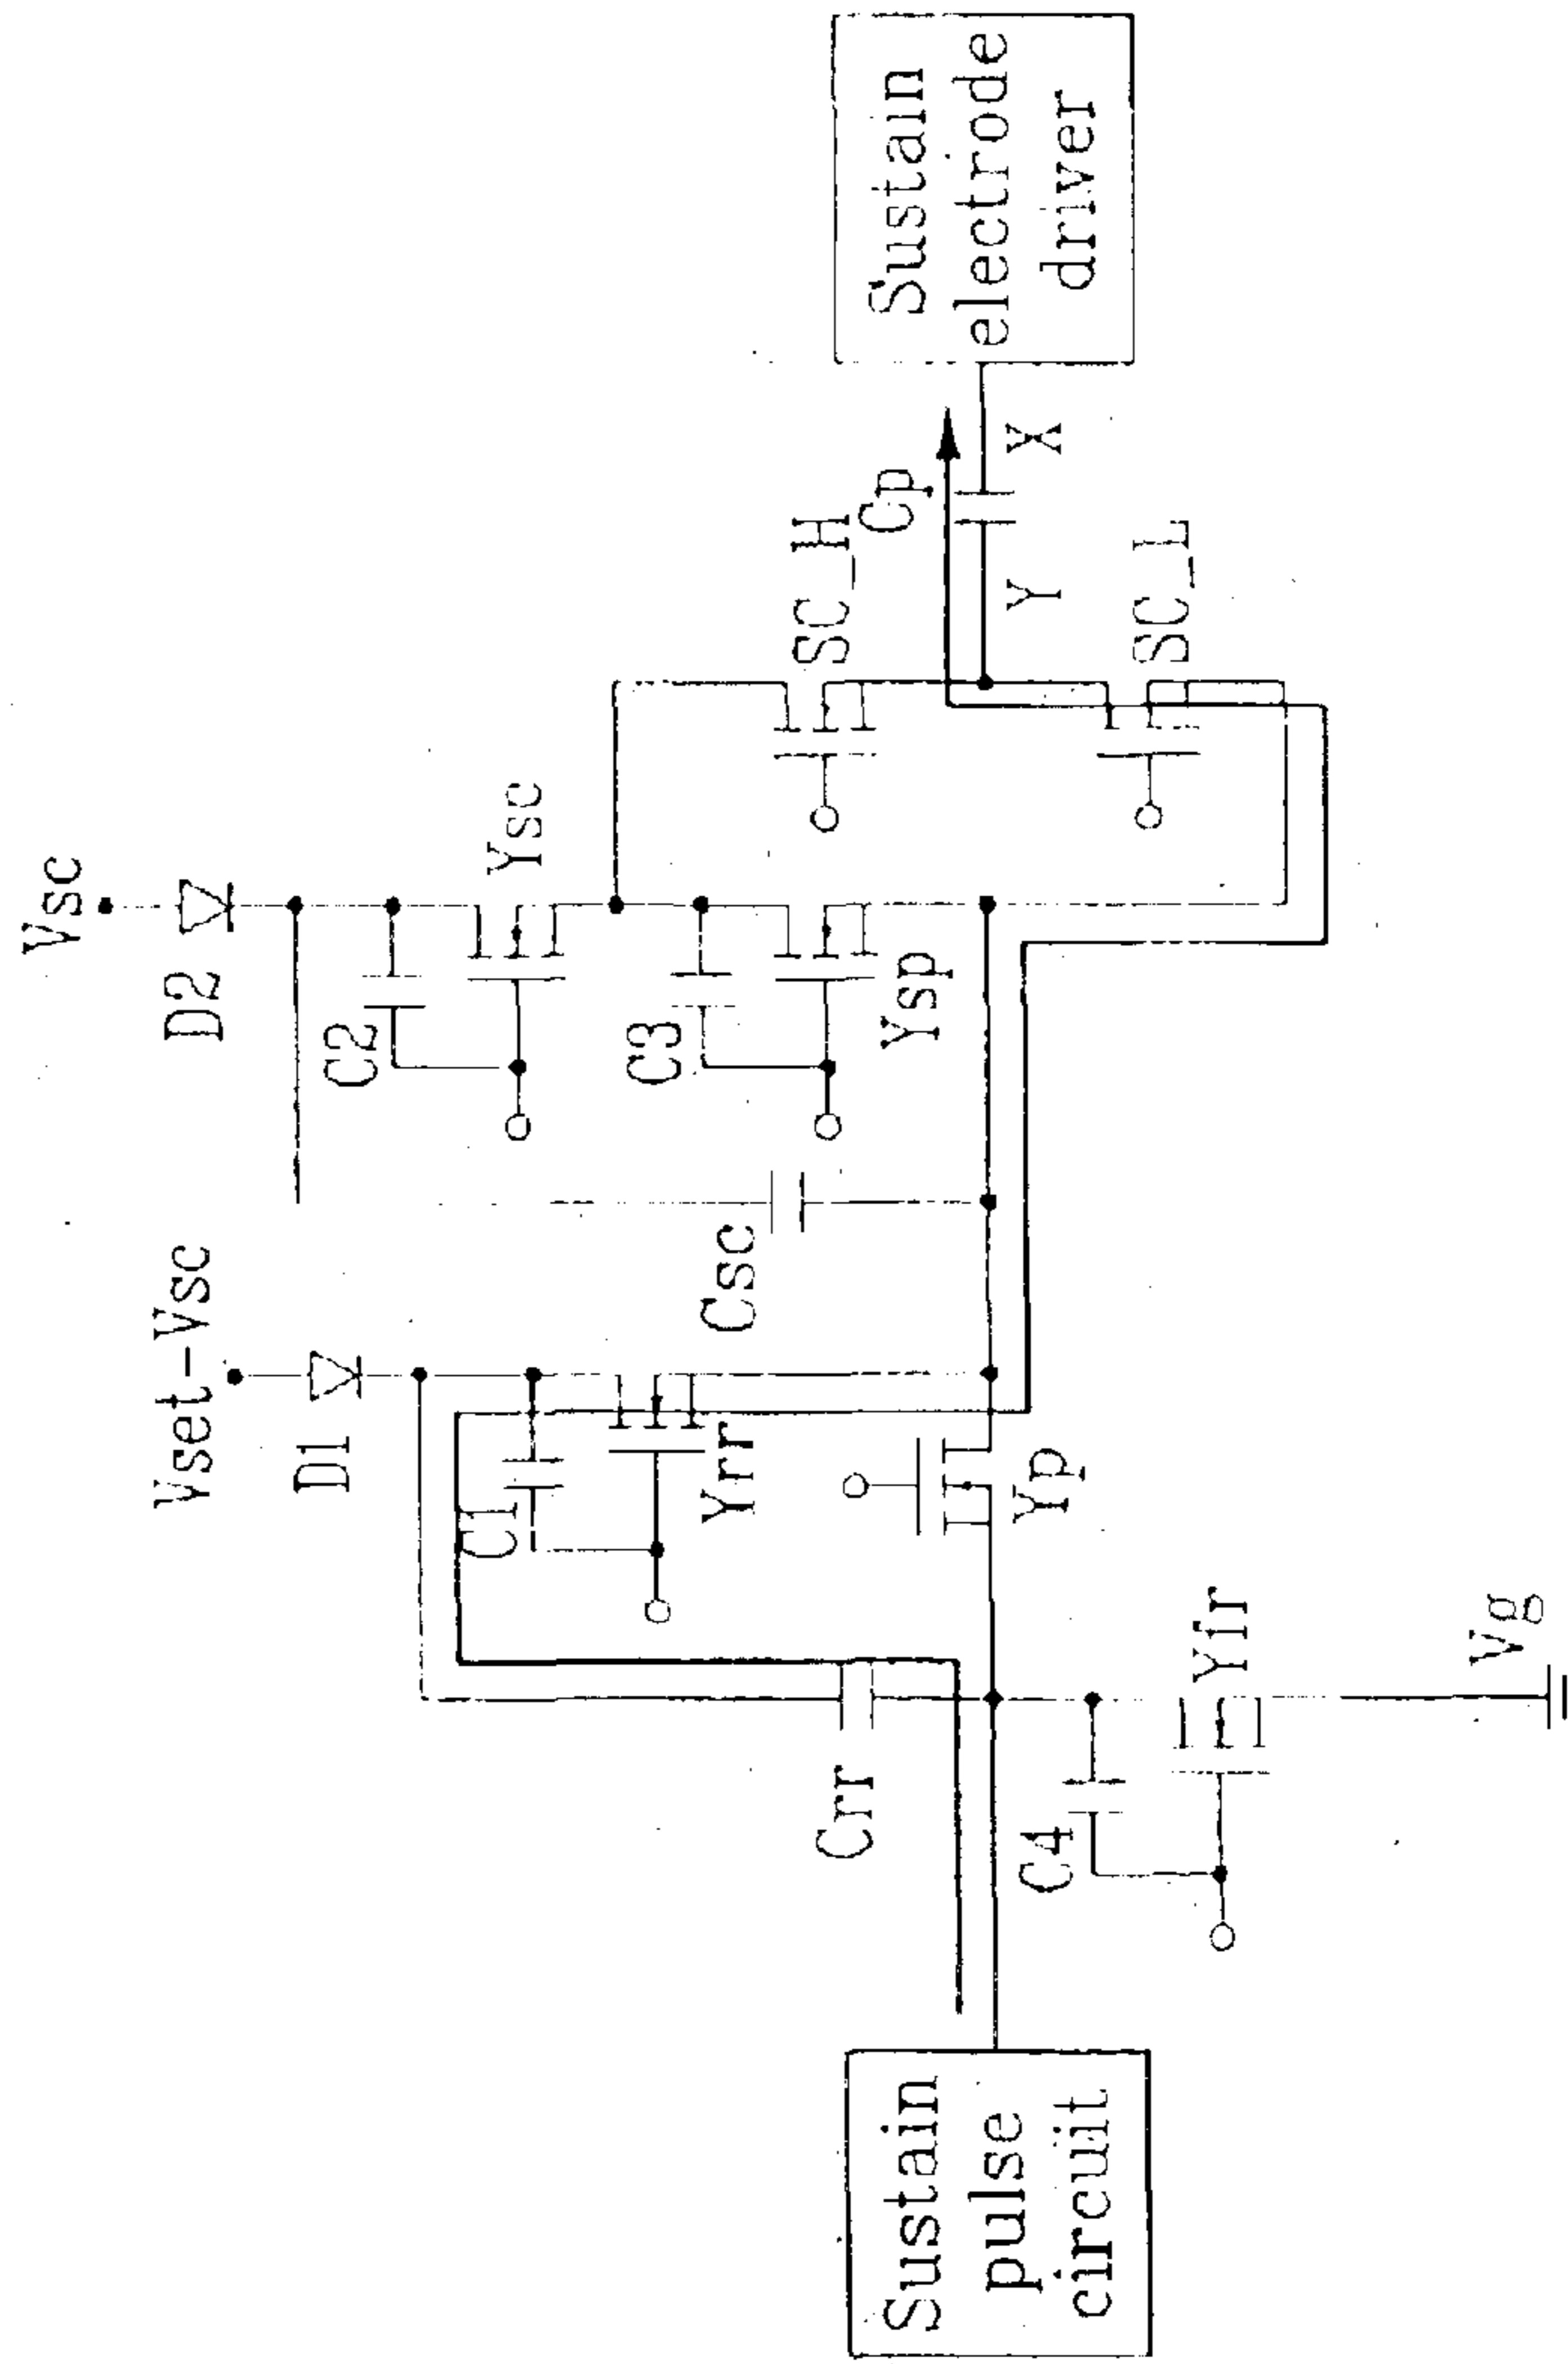 Vsc
D2
Vset-Vsc
D1
C2
Ysc
C1
Yrr
Csc
C3
Ysp
SC_H
Cp
Sustain
electrode
driver
Y
X
SC_L
Crr
Yp
Sustain
pulse
circuit
C4
Yfr
Vg